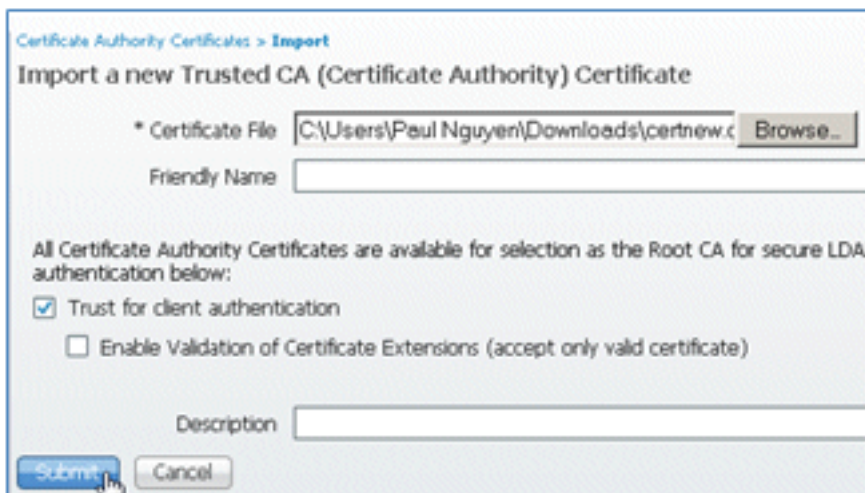 Certificate Authority Certificates > Import
Import a new Trusted CA (Certificate Authority) Certificate
* Certificate File C:\Users\Paul Nguyen\Downloads\certnew.c Browse...
Friendly Name
All Certificate Authority Certificates are available for selection as the Root CA for secure LDA
authentication below:
Trust for client authentication
Enable Validation of Certificate Extensions (accept only valid certificate)
Description
Submit Cancel